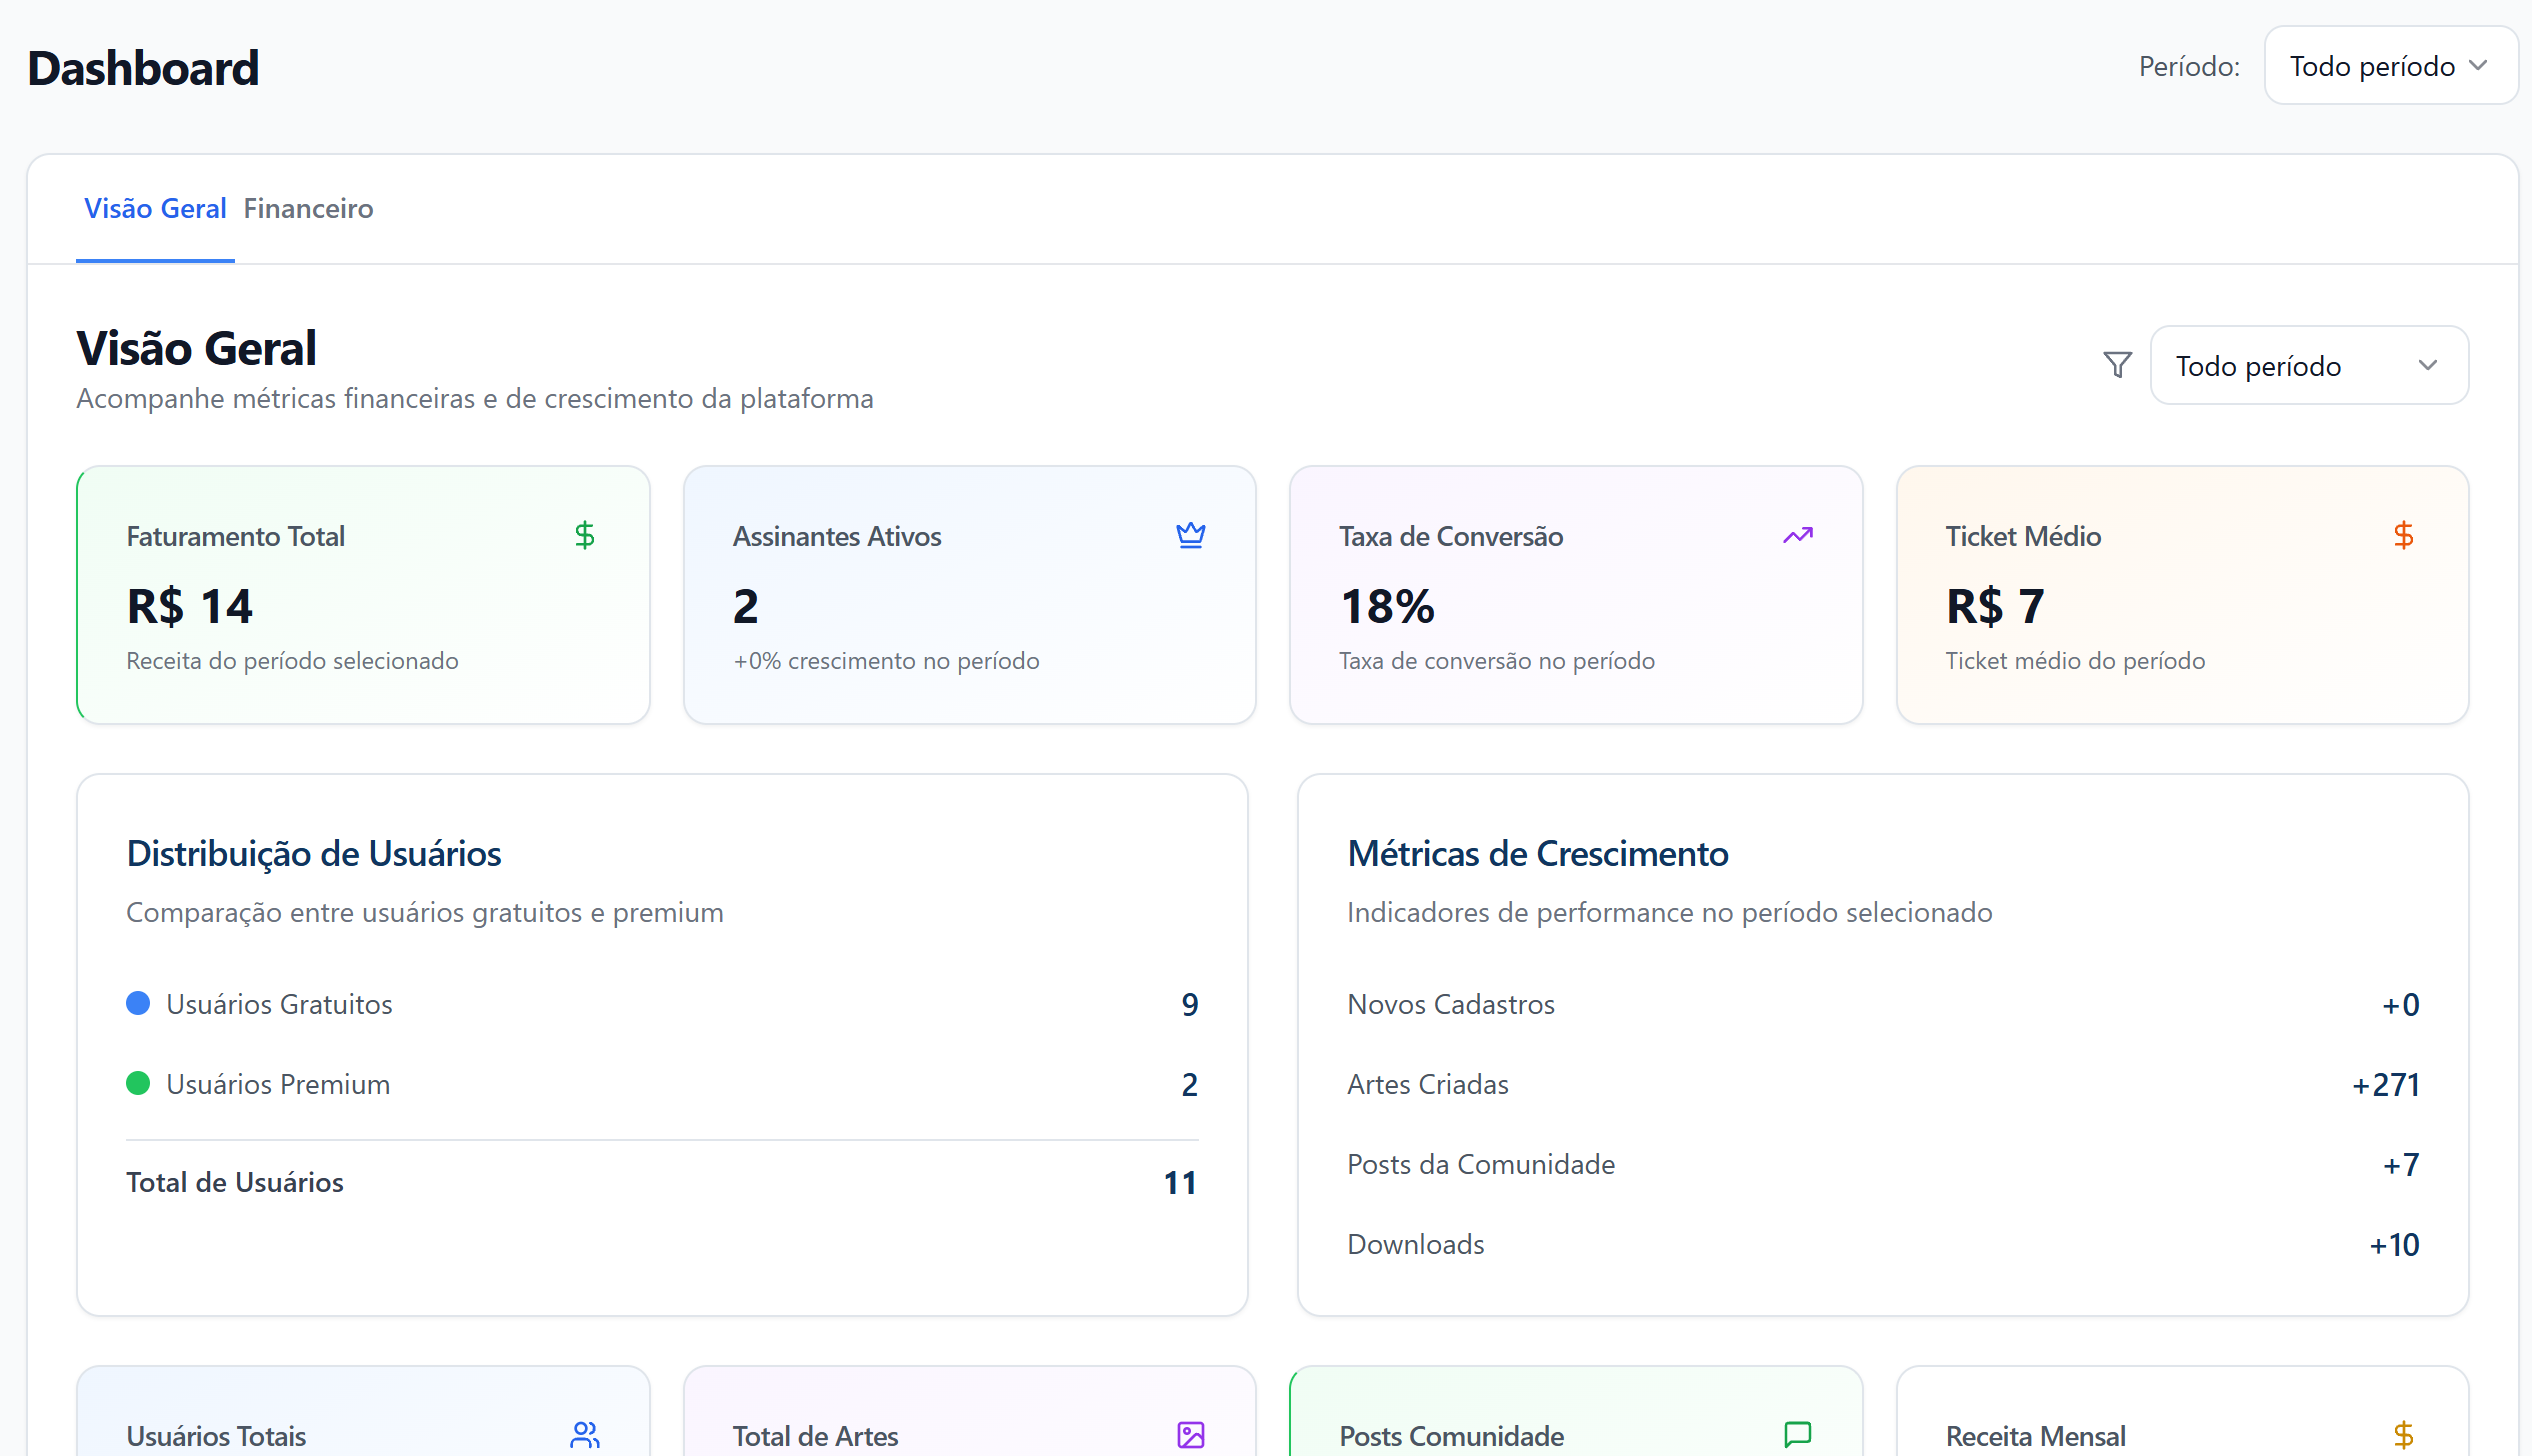 Dashboard
Período:
Todo período
Visão Geral
Financeiro
Visão Geral
Acompanhe métricas financeiras e de crescimento da plataforma
Todo período
Faturamento Total
R$ 14
Receita do período selecionado
Assinantes Ativos
2
+0% crescimento no período
Taxa de Conversão
18%
Taxa de conversão no período
Ticket Médio
R$ 7
Ticket médio do período
Distribuição de Usuários
Comparação entre usuários gratuitos e premium
Usuários Gratuitos 9
Usuários Premium 2
Total de Usuários 11
Métricas de Crescimento
Indicadores de performance no período selecionado
Novos Cadastros +0
Artes Criadas +271
Posts da Comunidade +7
Downloads +10
Usuários Totais
Total de Artes
Posts Comunidade
Receita Mensal